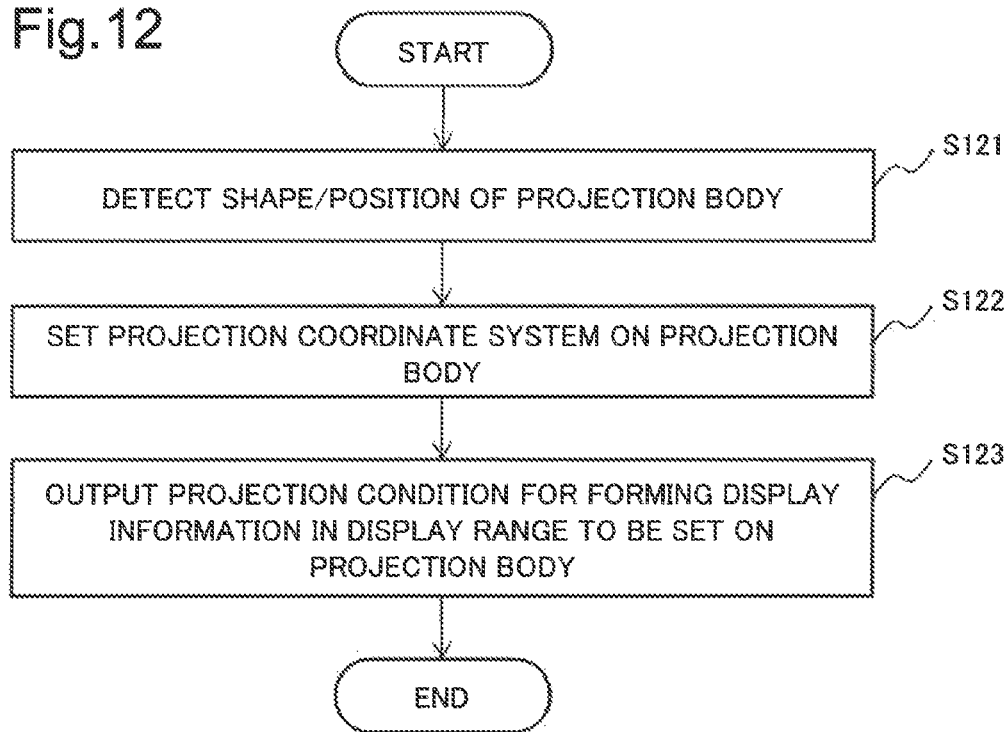 Fig.12
START
S121
DETECT SHAPE/POSITION OF PROJECTION BODY
S122
SET PROJECTION COORDINATE SYSTEM ON PROJECTION
BODY
S123
OUTPUT PROJECTION CONDITION FOR FORMING DISPLAY
INFORMATION IN DISPLAY RANGE TO BE SET ON
PROJECTION BODY
END